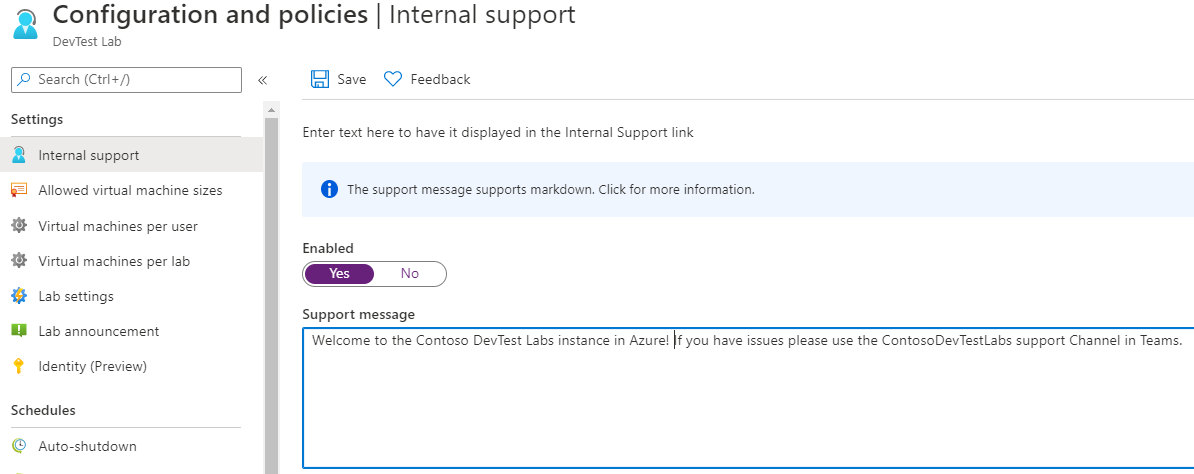 Configuration and policies | Internal support
DevTest Lab
Search (Ctrl+/)
«
Save
Feedback
Settings
Internal support
Allowed virtual machine sizes
Virtual machines per user
Virtual machines per lab
Lab settings
Lab announcement
Identity (Preview)
Schedules
Auto-shutdown
Enter text here to have it displayed in the Internal Support link
The support message supports markdown. Click for more information.
Enabled
Yes No
Support message
Welcome to the Contoso DevTest Labs instance in Azure! If you have issues please use the ContosoDevTestLabs support Channel in Teams.